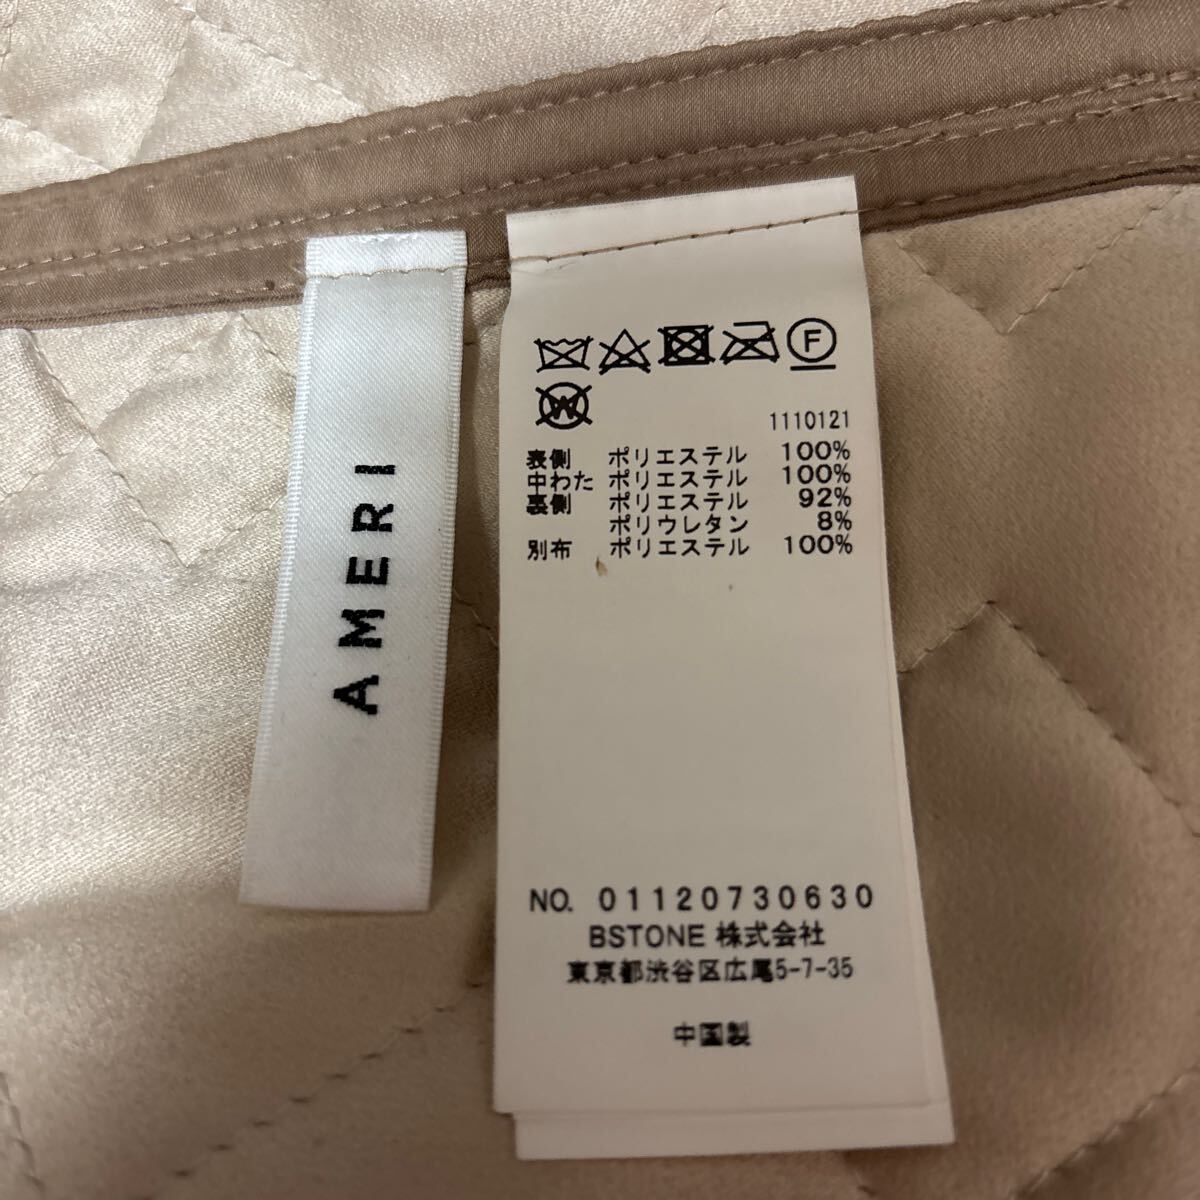 AMERI
F
W
1110121
表側 ポリエステル 100%
中わた ポリエステル 100%
裏側 ポリエステル 92%
ポリウレタン 8%
別布 ポリエステル 100%
NO. 01120730630
BSTONE 株式会社
東京都渋谷区広尾5-7-35
中国製